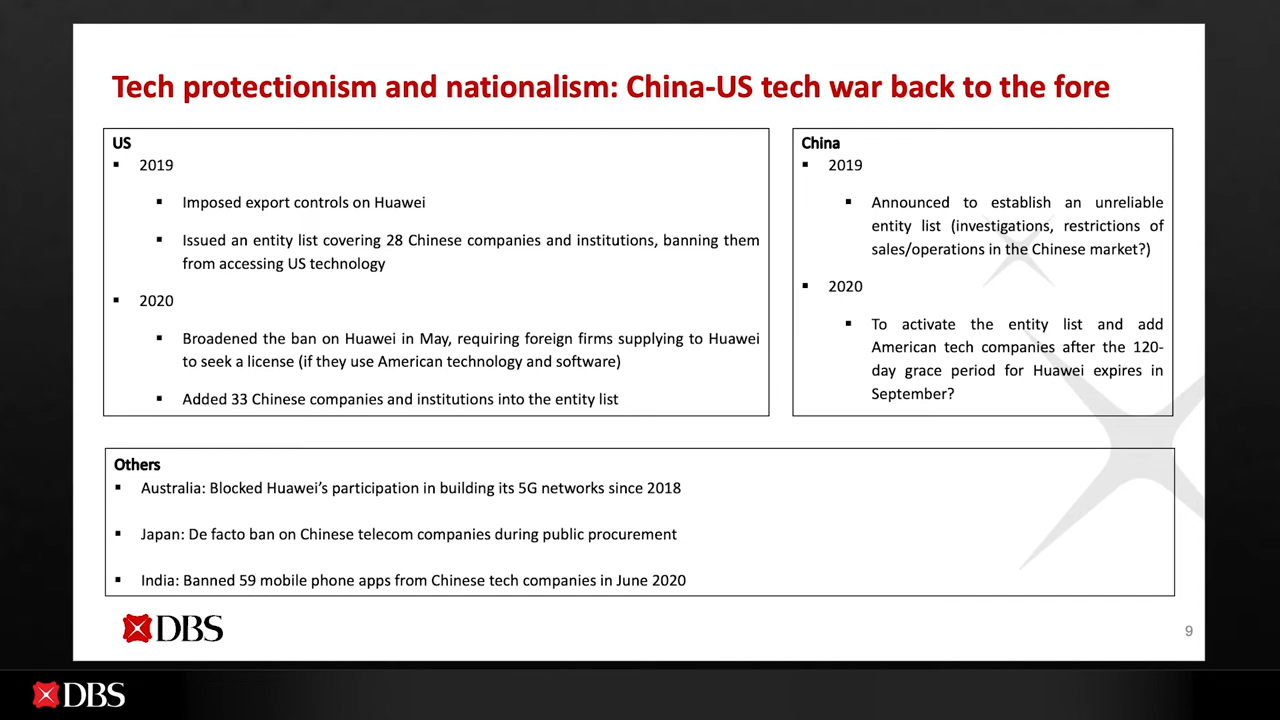 Tech protectionism and nationalism: China-US tech war back to the fore
US
▪ 2019
▪ Imposed export controls on Huawei
▪ Issued an entity list covering 28 Chinese companies and institutions, banning them
from accessing US technology
▪ 2020
▪ Broadened the ban on Huawei in May, requiring foreign firms supplying to Huawei
to seek a license (if they use American technology and software)
▪ Added 33 Chinese companies and institutions into the entity list
China
▪ 2019
▪ Announced to establish an unreliable
entity list (investigations, restrictions of
sales/operations in the Chinese market?)
▪ 2020
▪ To activate the entity list and add
American tech companies after the 120-
day grace period for Huawei expires in
September?
Others
▪ Australia: Blocked Huawei’s participation in building its 5G networks since 2018
▪ Japan: De facto ban on Chinese telecom companies during public procurement
▪ India: Banned 59 mobile phone apps from Chinese tech companies in June 2020
DBS
9
DBS